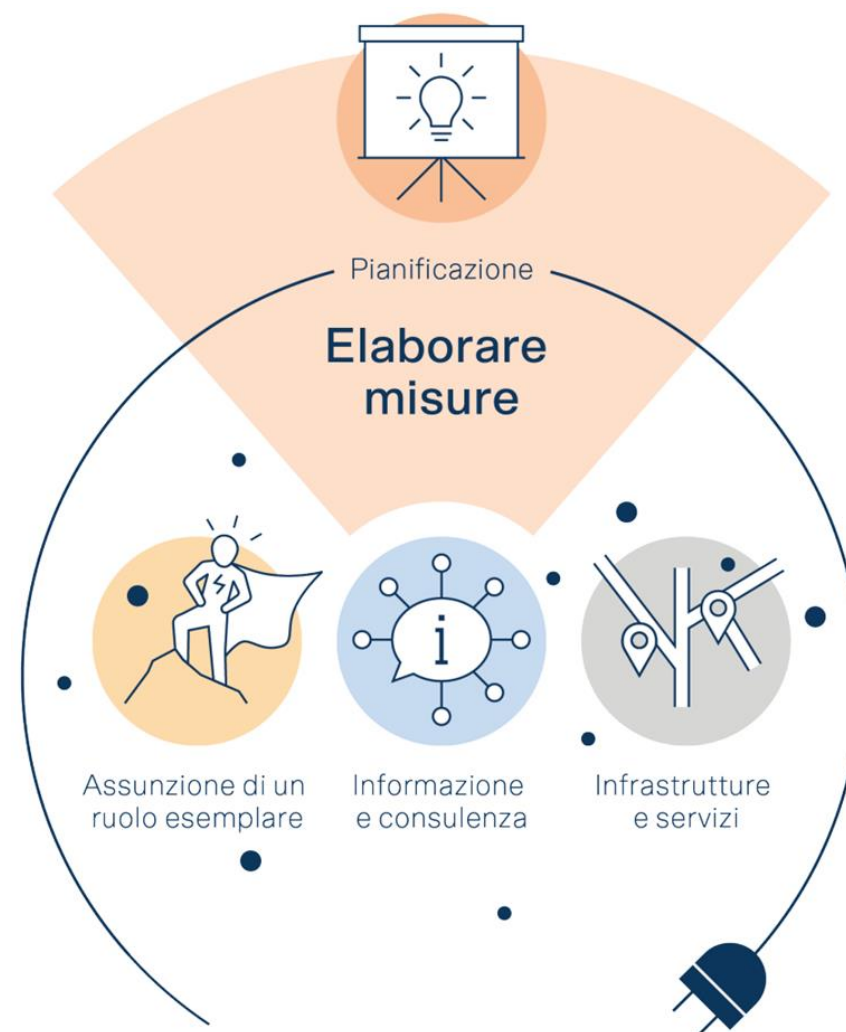 Pianificazione
Elaborare
misure
i
Assunzione di un
ruolo esemplare
Informazione
e consulenza
Infrastrutture
e servizi